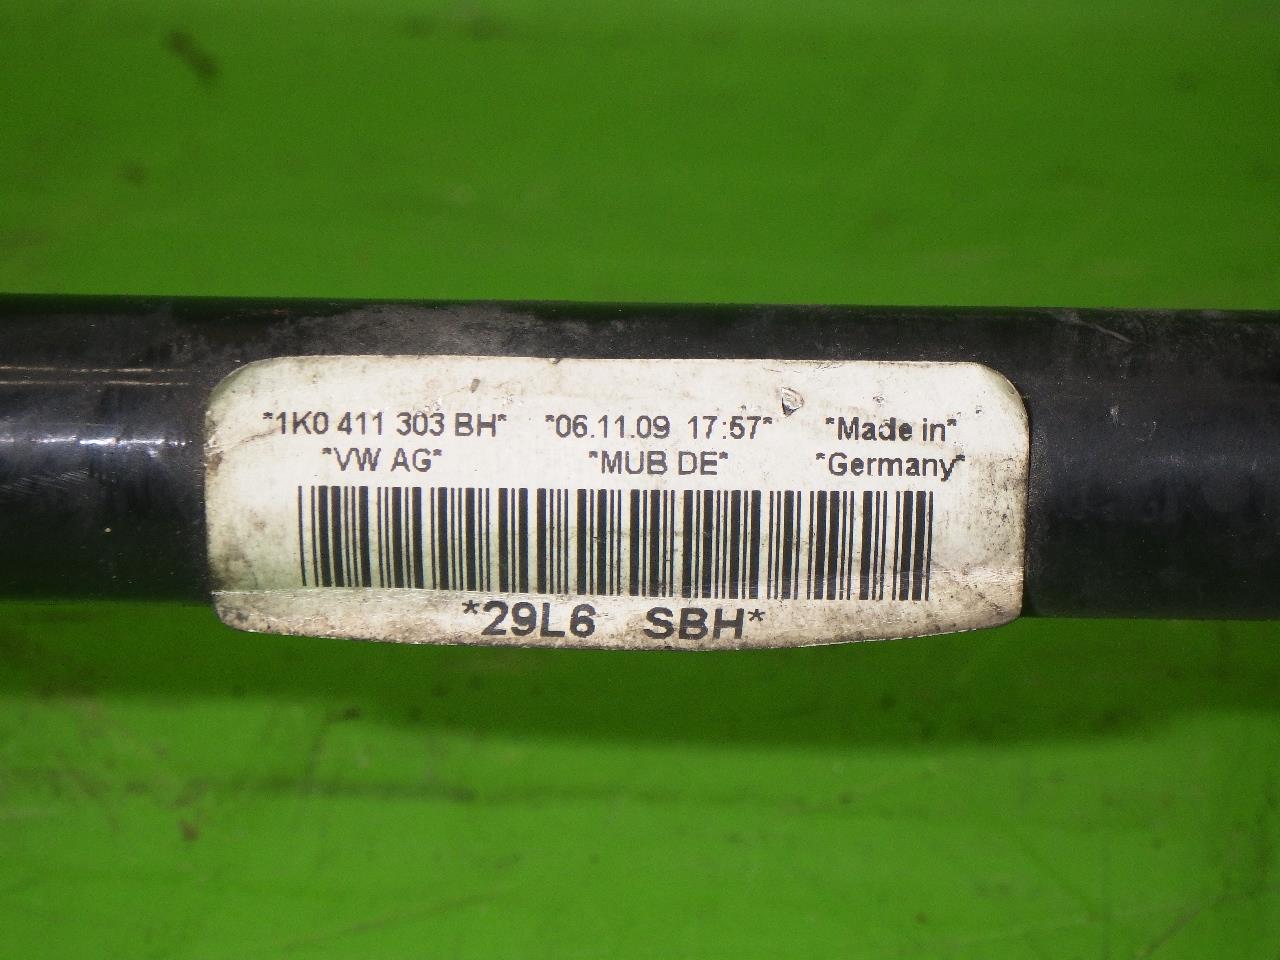 *1K0 411 303 BH* *06.11.09 17:57* *Made in*
*VW AG* *MUB DE* *Germany*
*29L6 SBH*